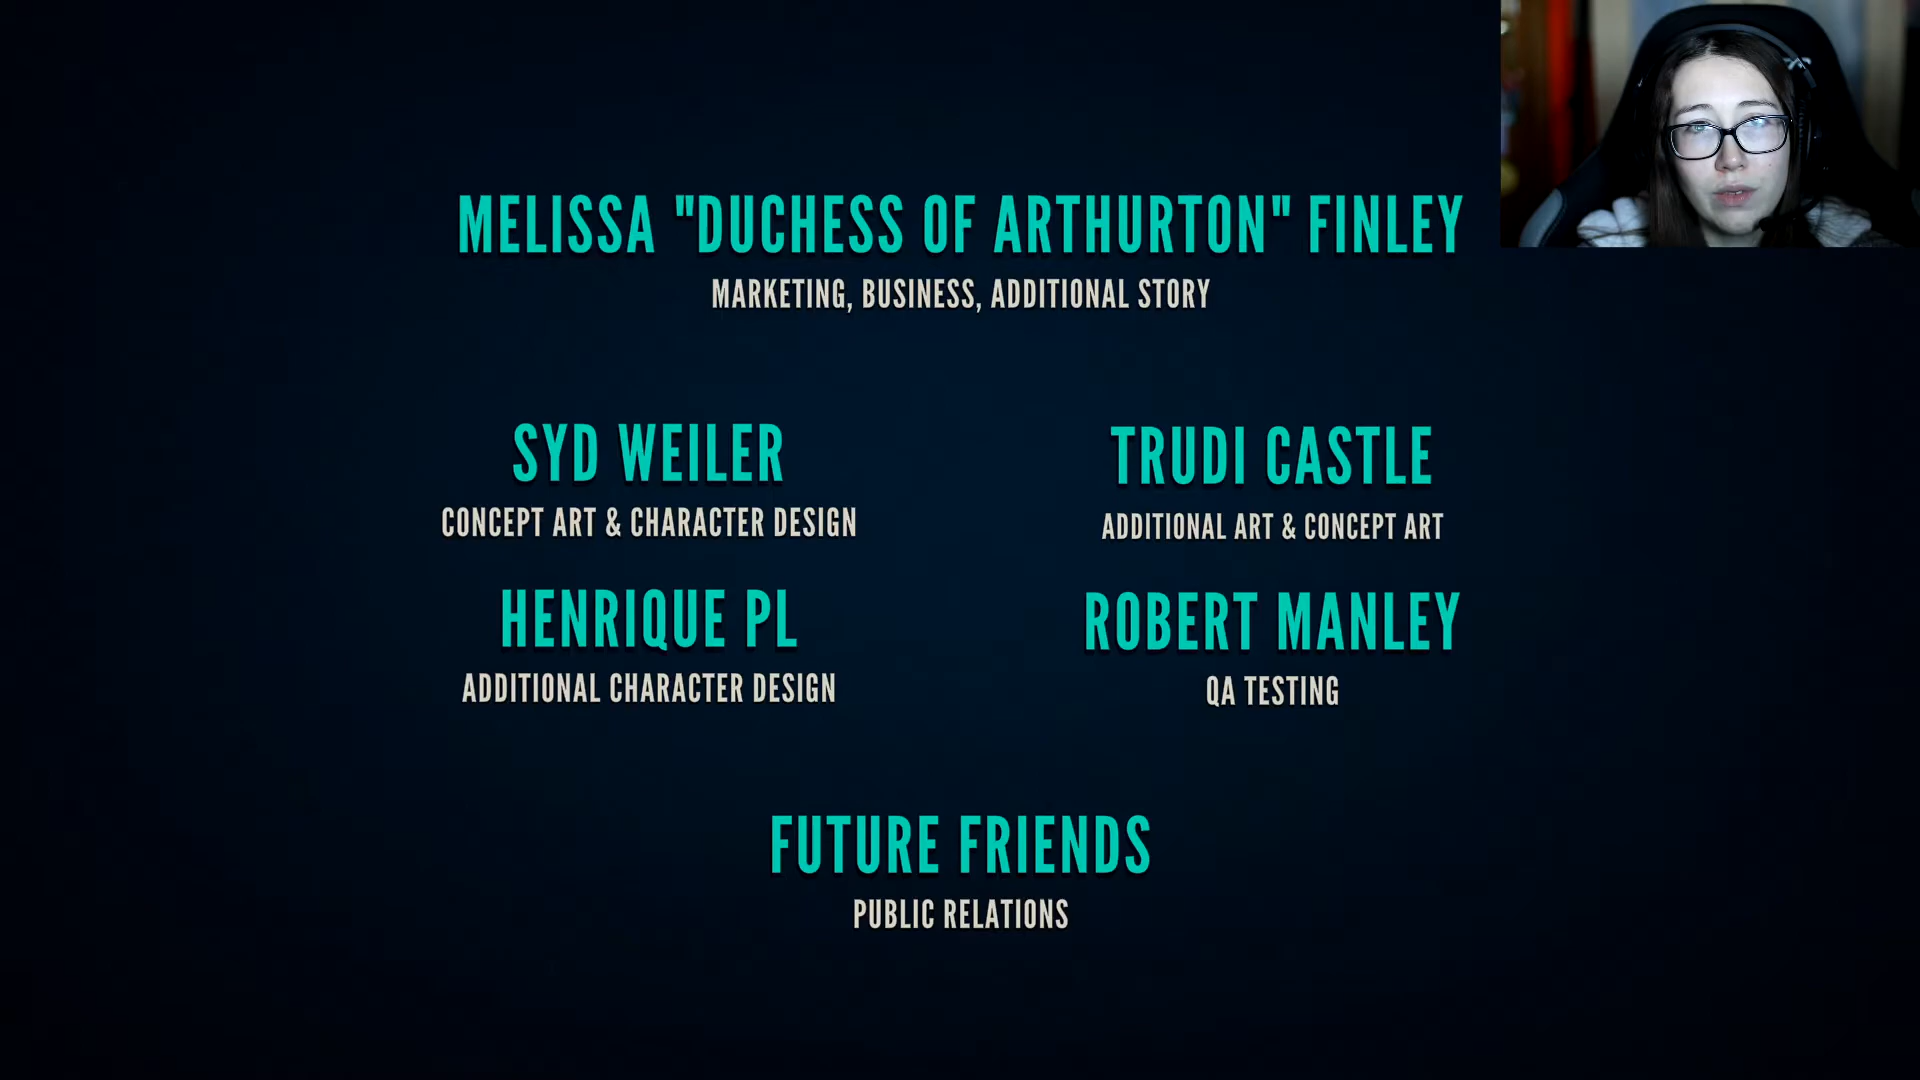 MELISSA "DUCHESS OF ARTHURTON" FINLEY
MARKETING, BUSINESS, ADDITIONAL STORY
SYD WEILER
CONCEPT ART & CHARACTER DESIGN
TRUDI CASTLE
ADDITIONAL ART & CONCEPT ART
HENRIQUE PL
ADDITIONAL CHARACTER DESIGN
ROBERT MANLEY
QA TESTING
FUTURE FRIENDS
PUBLIC RELATIONS